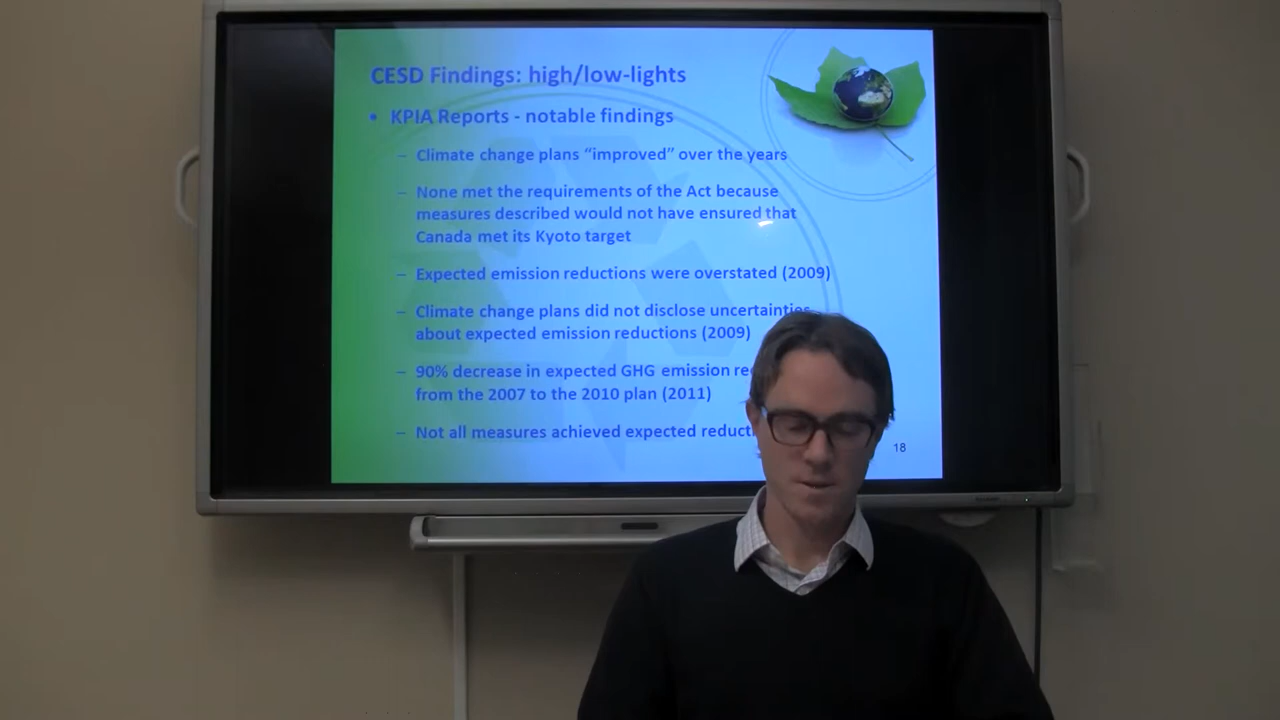 CESD Findings: high/low-lights
• KPIA Reports - notable findings
– Climate change plans “improved” over the years
– None met the requirements of the Act because
measures described would not have ensured that
Canada met its Kyoto target
– Expected emission reductions were overstated (2009)
– Climate change plans did not disclose uncertainties
about expected emission reductions (2009)
– 90% decrease in expected GHG emission
from the 2007 to the 2010 plan (2011)
– Not all measures achieved expected
18